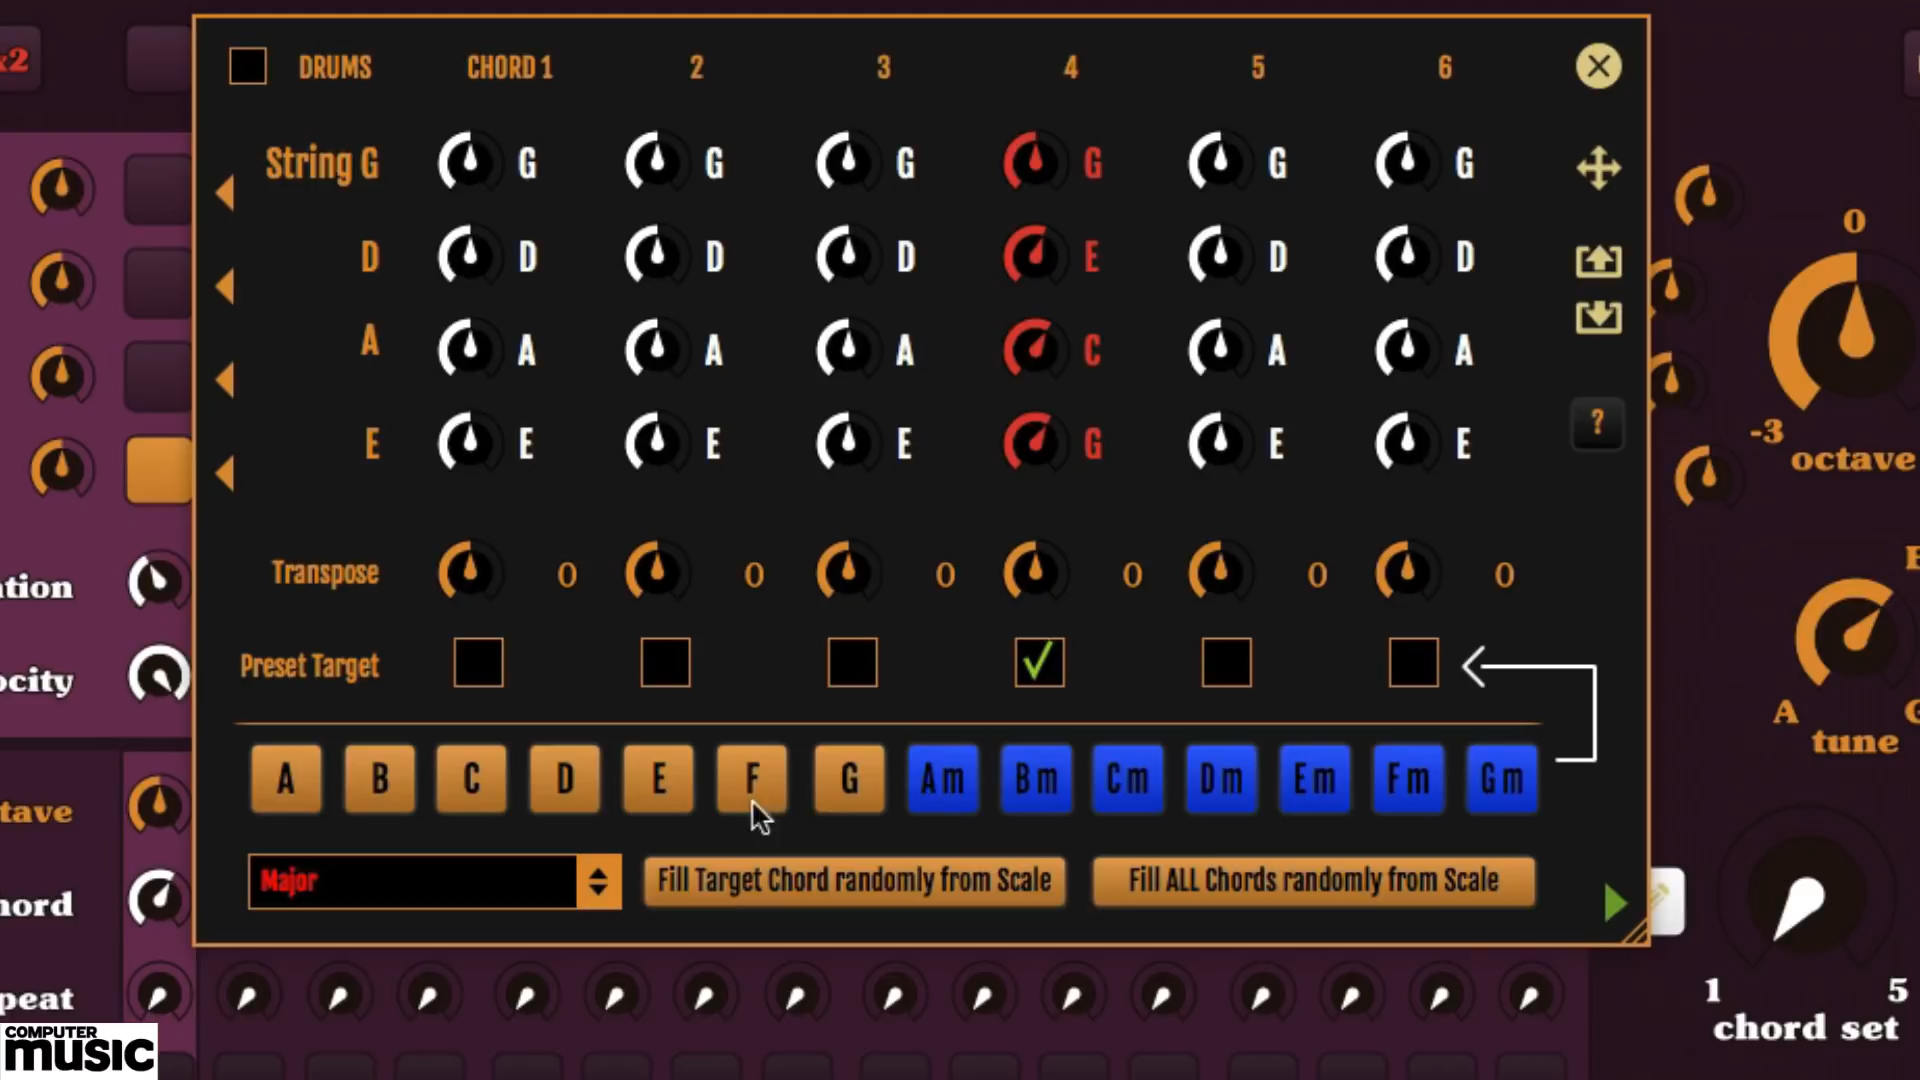 x2
DRUMS CHORD 1 2 3 4 5 6
String G G G G G G G
D D D D E D D
A A A A C A A
E E E E G E E
?
0
-3
octave
Transpose 0 0 0 0 0 0
Preset Target
A B C D E F G Am Bm Cm Dm Em Fm Gm
Major
Fill Target Chord randomly from Scale
Fill ALL Chords randomly from Scale
ation
ocity
tave
hord
peat
A
tune
1 5
chord set
COMPUTER
music